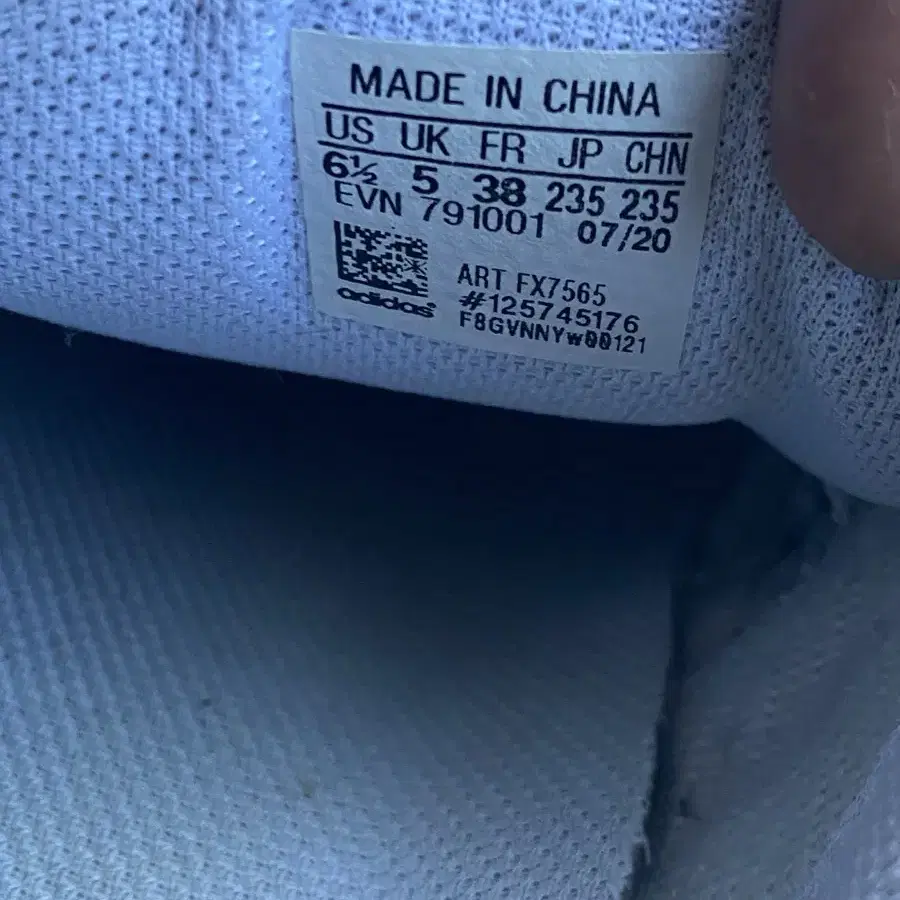 MADE IN CHINA
US UK FR JP CHN
6½ 5 38 235 235
EVN 791001 07/20
ART FX7565
#125745176
adidas
F8GVNNYw00121